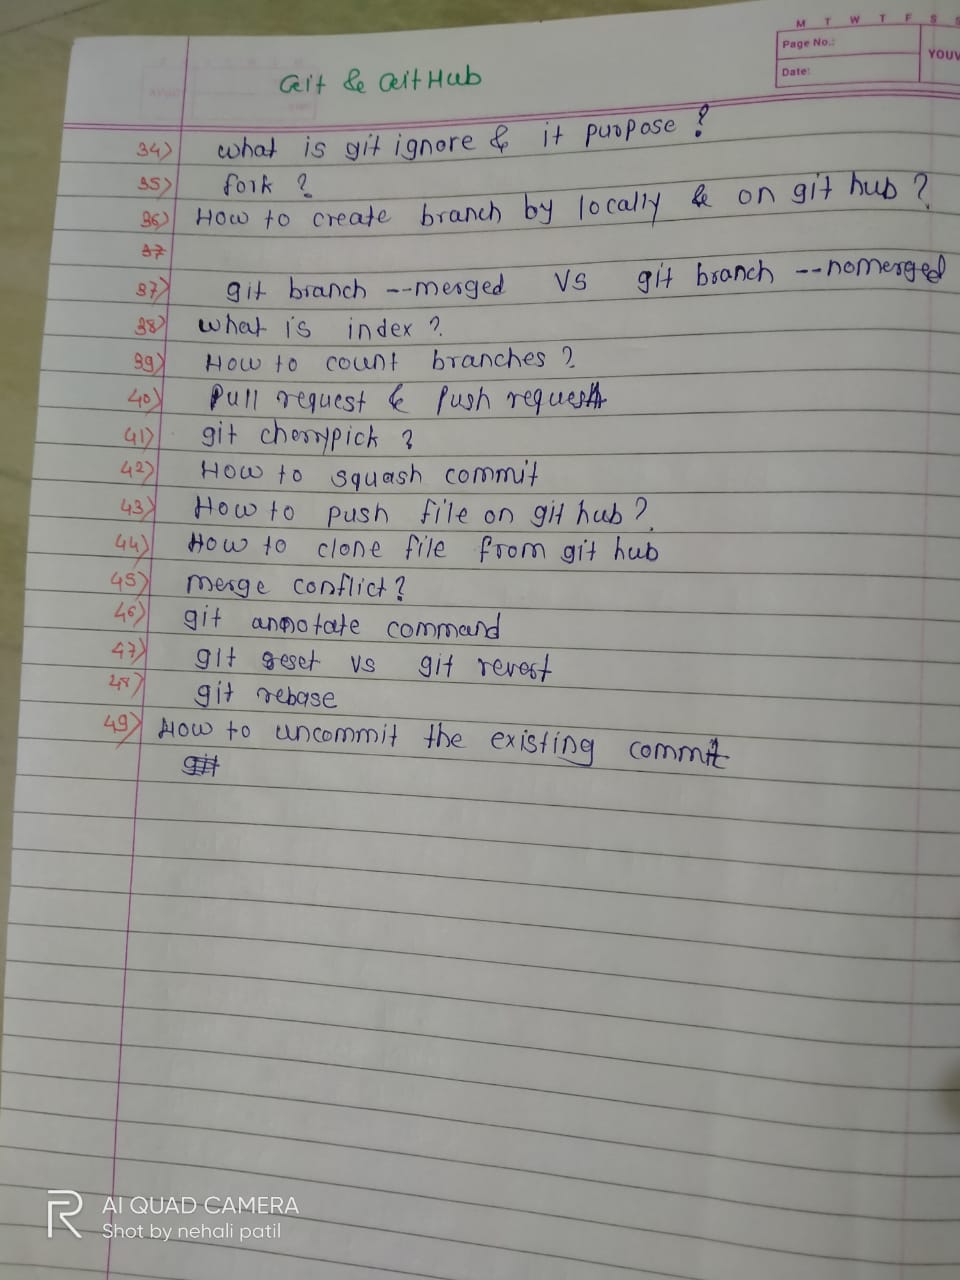 M T W T F S S
Page No.:
Date:
YOUV
Git & GitHub
34) what is git ignore & it purpose ?
35) fork ?
36) How to create branch by locally & on git hub ?
37
37) git branch --merged vs git branch --nomerged
38) what is index ?
39) How to count branches ?
40) Pull request & Push request
41) git cherrypick ?
42) How to squash commit
43) How to push file on git hub ?
44) How to clone file from git hub
45) merge conflict ?
46) git annotate command
47) git reset vs git revert
48) git rebase
49) How to uncommit the existing commit
git
AI QUAD CAMERA
Shot by nehali patil